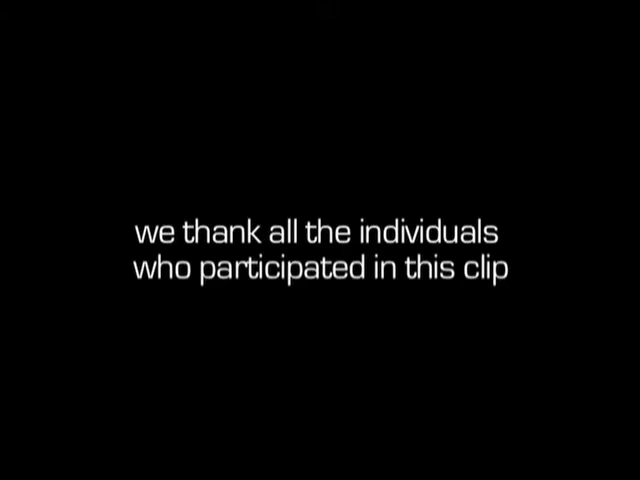 we thank all the individuals
who participated in this clip